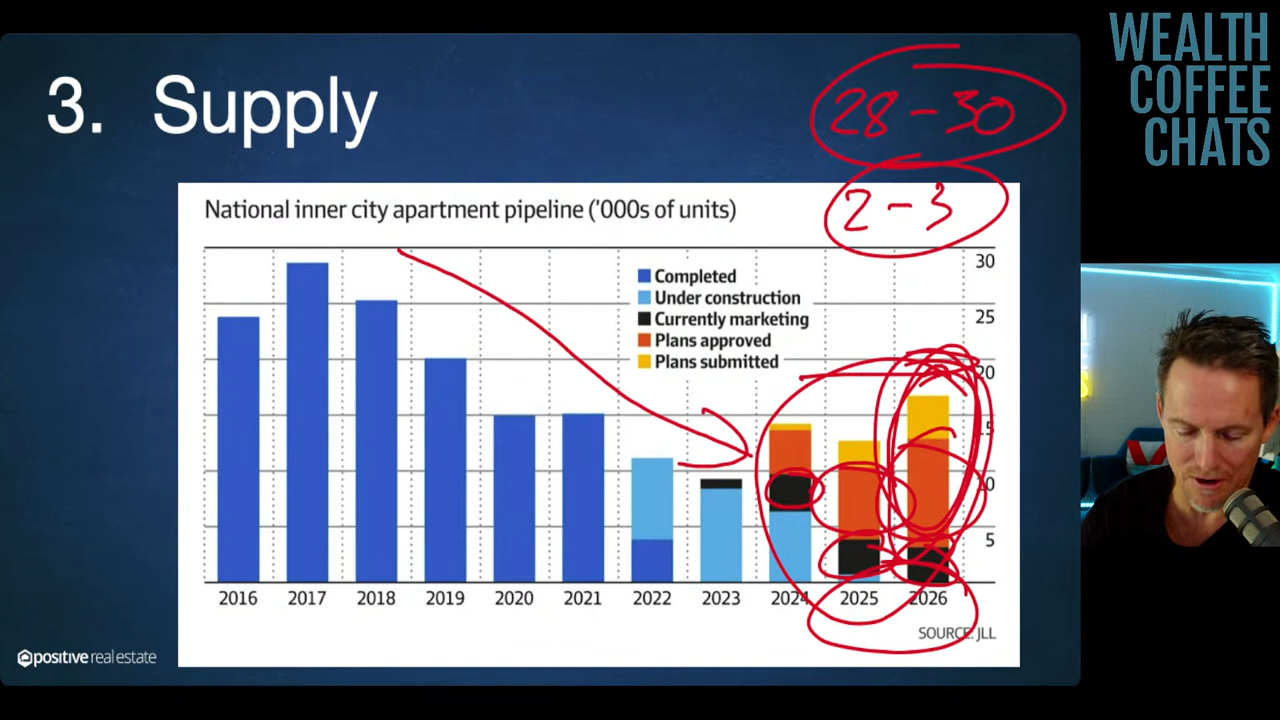 3. Supply
28-30
2-3
WEALTH
COFFEE
CHATS
National inner city apartment pipeline ('000s of units)
30
25
20
15
10
5
Completed
Under construction
Currently marketing
Plans approved
Plans submitted
2016 2017 2018 2019 2020 2021 2022 2023 2024 2025 2026
SOURCE: JLL
positive real estate